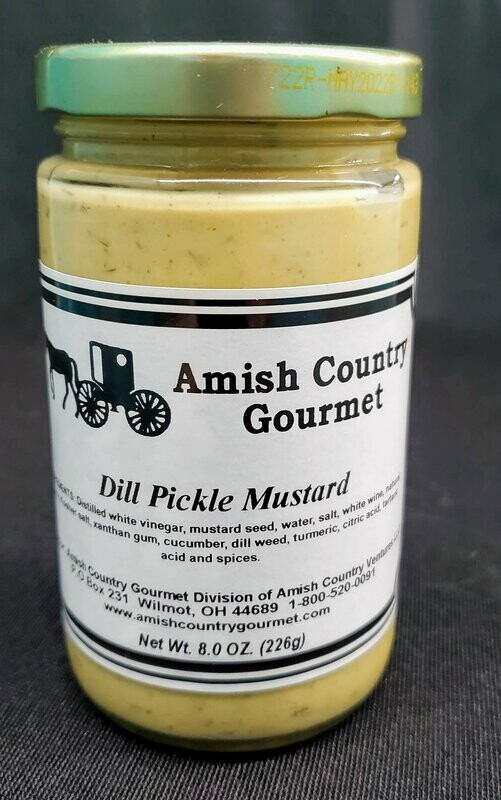 Amish Country
Gourmet
Dill Pickle Mustard
Distilled white vinegar, mustard seed, water, salt, white wine,
salt, xanthan gum, cucumber, dill weed, turmeric, citric acid, tartaric
acid and spices.
Amish Country Gourmet Division of Amish Country Ventures
P.O Box 231 Wilmot, OH 44689 1-800-520-0091
www.amishcountrygourmet.com
Net Wt. 8.0 OZ. (226g)